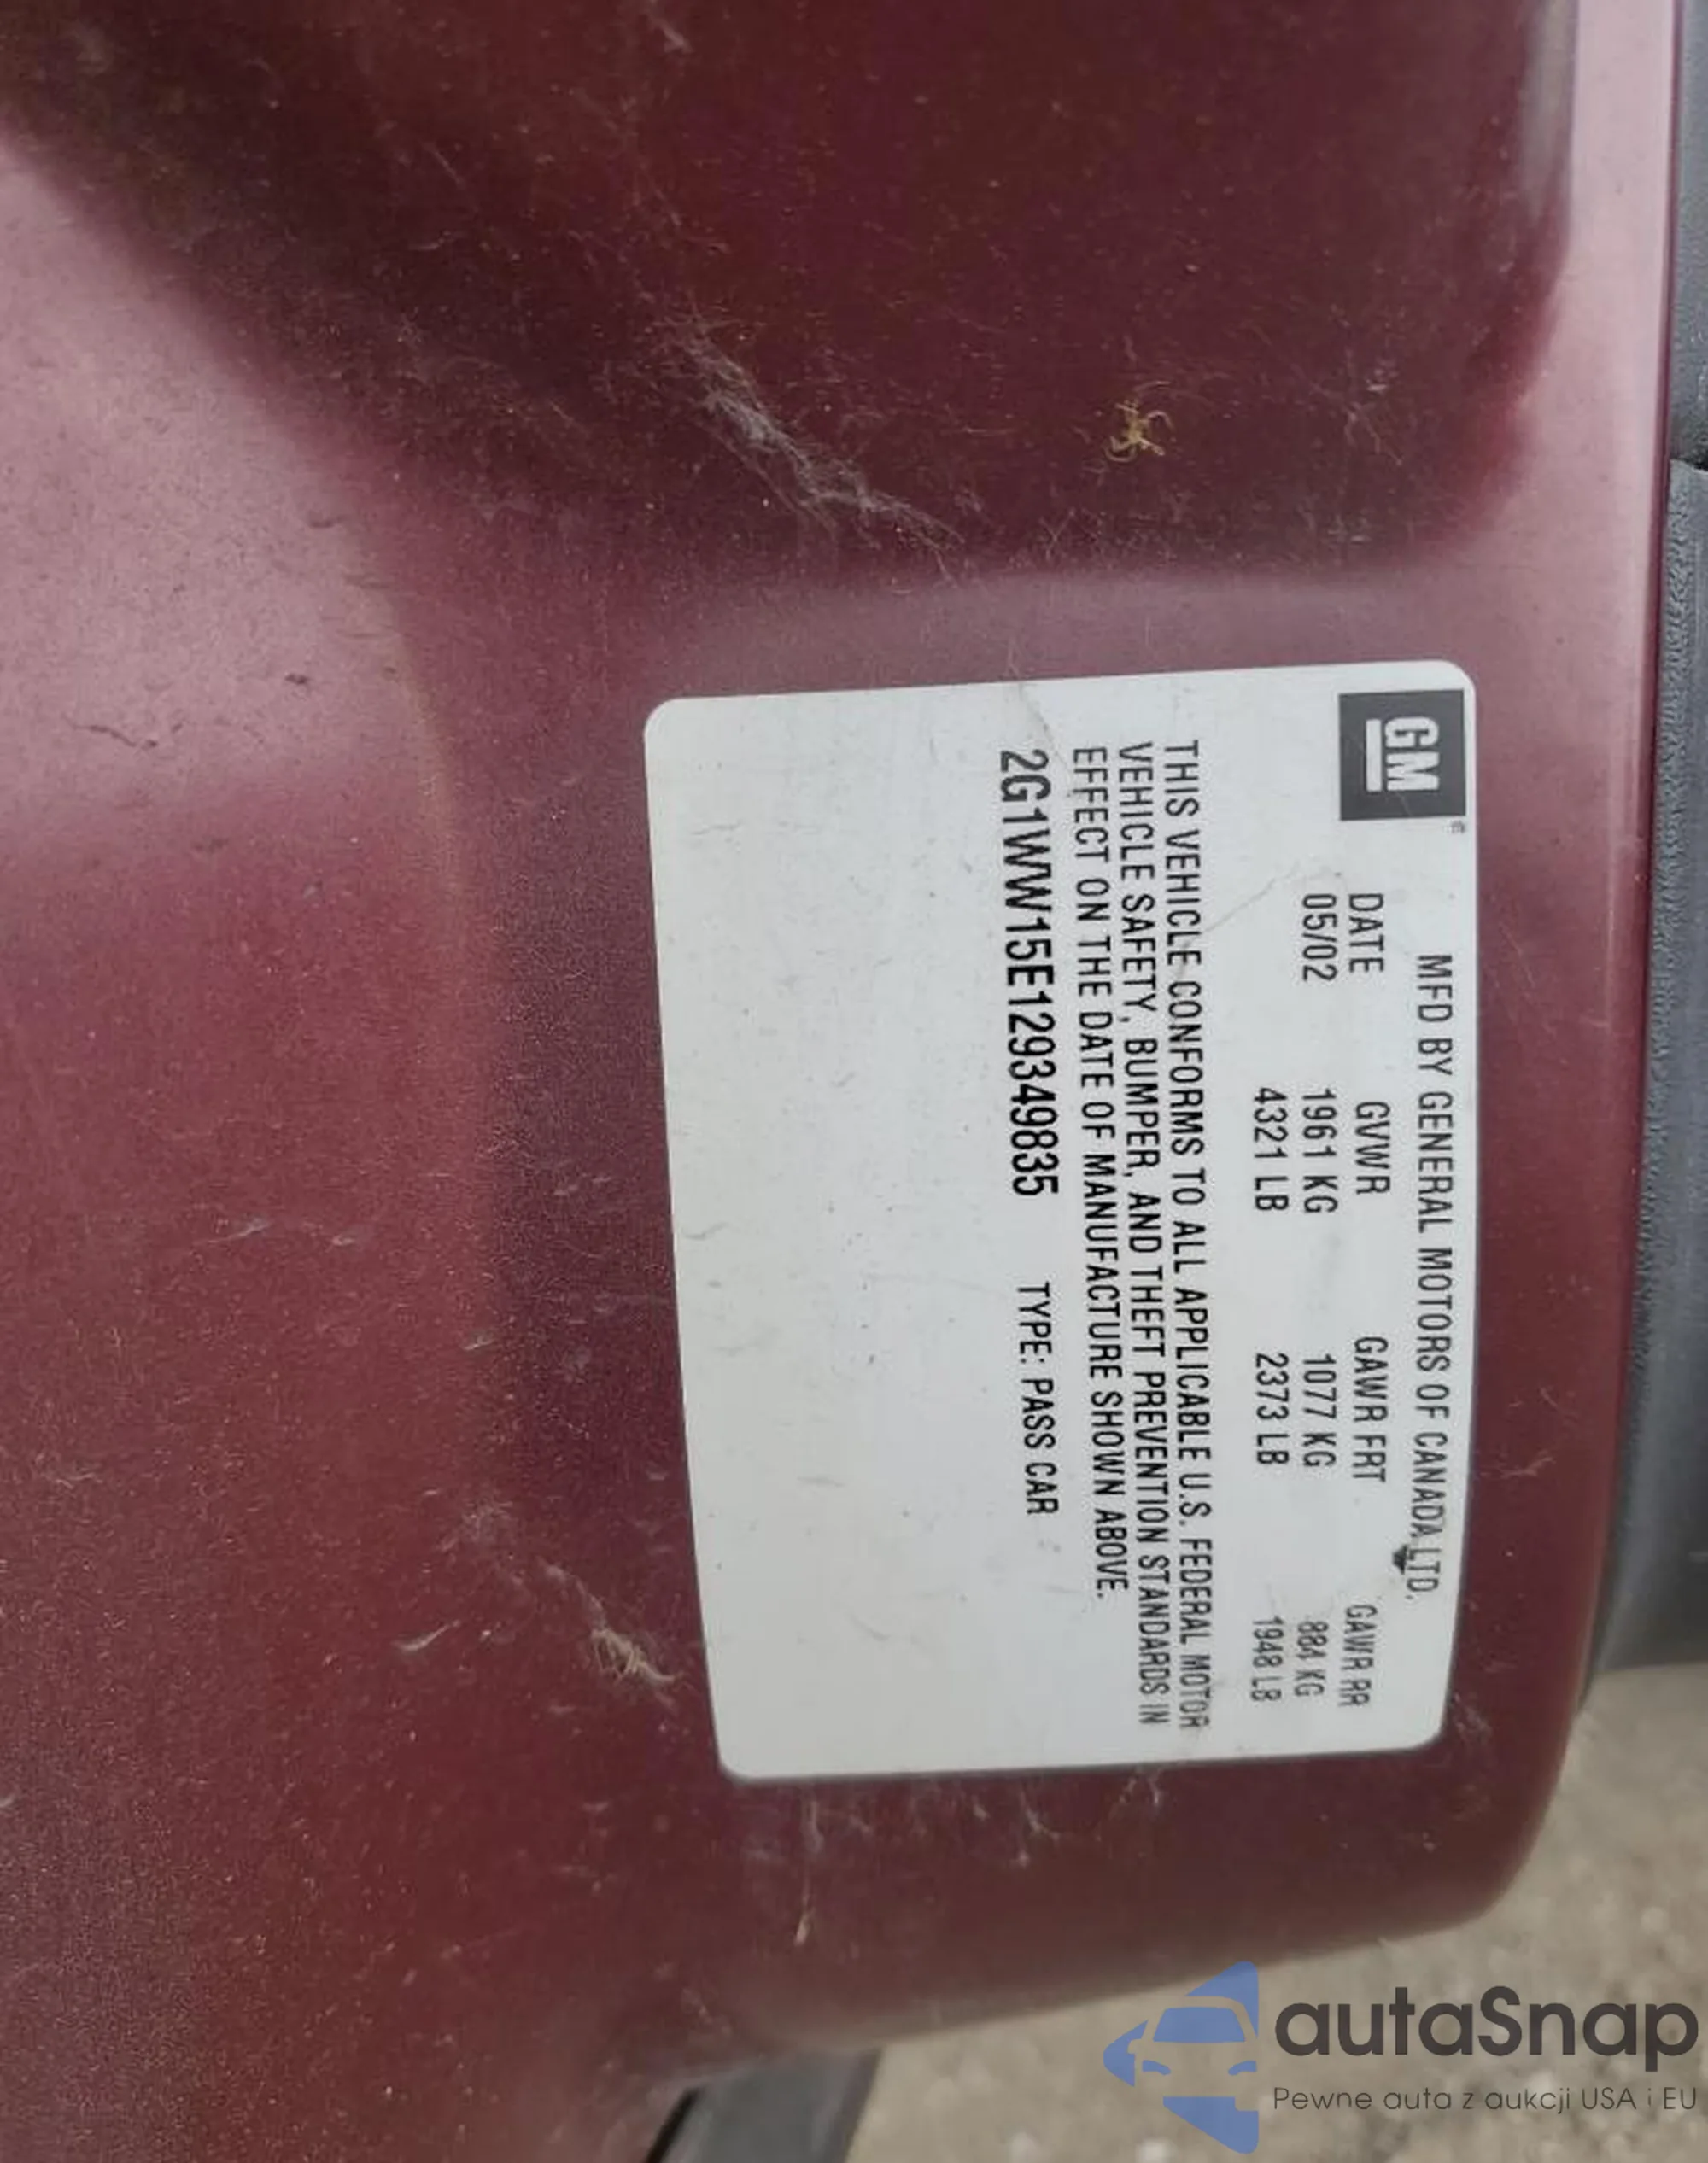 GM®
MFD BY GENERAL MOTORS OF CANADA LTD.
DATE GVWR GAWR FRT GAWR RR
05/02 1961 KG 1077 KG 884 KG
4321 LB 2373 LB 1948 LB
THIS VEHICLE CONFORMS TO ALL APPLICABLE U.S. FEDERAL MOTOR
VEHICLE SAFETY, BUMPER, AND THEFT PREVENTION STANDARDS IN
EFFECT ON THE DATE OF MANUFACTURE SHOWN ABOVE.
2G1WW15E129349835 TYPE: PASS CAR
autaSnap
Pewne auta z aukcji USA i EU